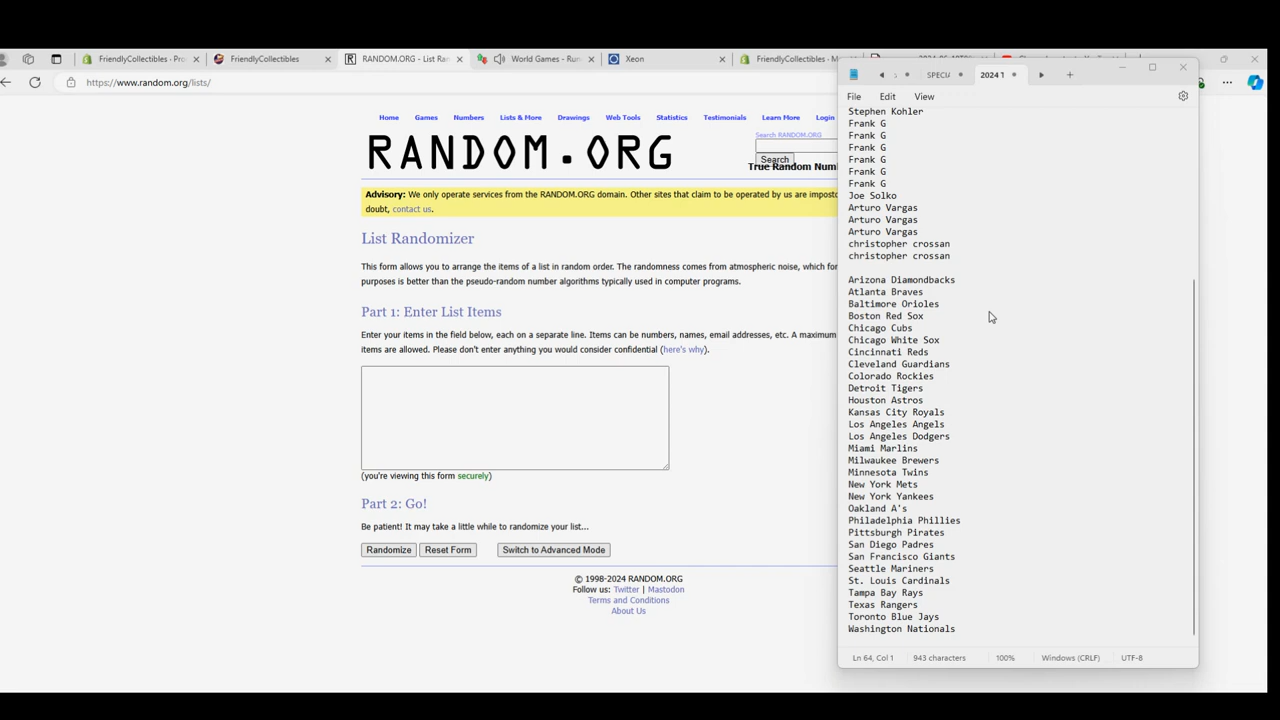 FriendlyCollectibles - Pro
FriendlyCollectibles
RANDOM.ORG - List Ran
World Games - Run
Xeon
FriendlyCollectibles - M
https://www.random.org/lists/
Home Games Numbers Lists & More Drawings Web Tools Statistics Testimonials Learn More Login
RANDOM.ORG
Search RANDOM.ORG
Search
True Random Num
Advisory: We only operate services from the RANDOM.ORG domain. Other sites that claim to be operated by us are imposto
doubt, contact us.
List Randomizer
This form allows you to arrange the items of a list in random order. The randomness comes from atmospheric noise, which for
purposes is better than the pseudo-random number algorithms typically used in computer programs.
Part 1: Enter List Items
Enter your items in the field below, each on a separate line. Items can be numbers, names, email addresses, etc. A maximum
items are allowed. Please don't enter anything you would consider confidential (here's why).
(you're viewing this form securely)
Part 2: Go!
Be patient! It may take a little while to randomize your list...
Randomize Reset Form Switch to Advanced Mode
© 1998-2024 RANDOM.ORG
Follow us: Twitter | Mastodon
Terms and Conditions
About Us
SPECIA
2024 T
File Edit View
Stephen Kohler
Frank G
Frank G
Frank G
Frank G
Frank G
Frank G
Joe Solko
Arturo Vargas
Arturo Vargas
Arturo Vargas
christopher crossan
christopher crossan
Arizona Diamondbacks
Atlanta Braves
Baltimore Orioles
Boston Red Sox
Chicago Cubs
Chicago White Sox
Cincinnati Reds
Cleveland Guardians
Colorado Rockies
Detroit Tigers
Houston Astros
Kansas City Royals
Los Angeles Angels
Los Angeles Dodgers
Miami Marlins
Milwaukee Brewers
Minnesota Twins
New York Mets
New York Yankees
Oakland A's
Philadelphia Phillies
Pittsburgh Pirates
San Diego Padres
San Francisco Giants
Seattle Mariners
St. Louis Cardinals
Tampa Bay Rays
Texas Rangers
Toronto Blue Jays
Washington Nationals
Ln 64, Col 1 943 characters 100% Windows (CRLF) UTF-8